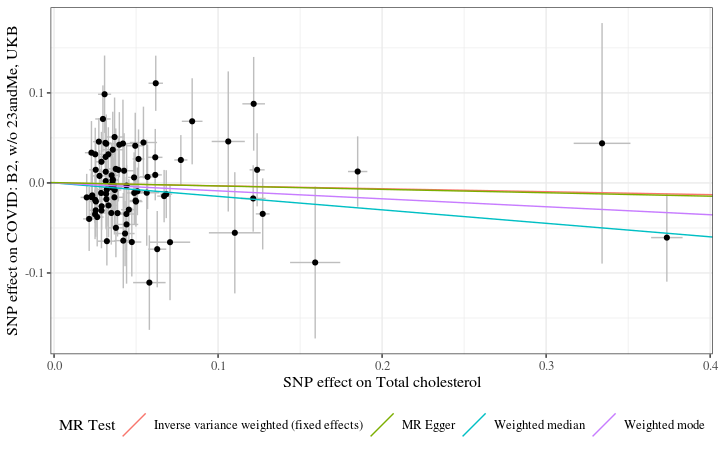 SNP effect on COVID: B2, w/o 23andMe, UKB
0.1
0.0
-0.1
0.0
0.1
0.2
0.3
0.4
SNP effect on Total cholesterol
MR Test
Inverse variance weighted (fixed effects)
MR Egger
Weighted median
Weighted mode